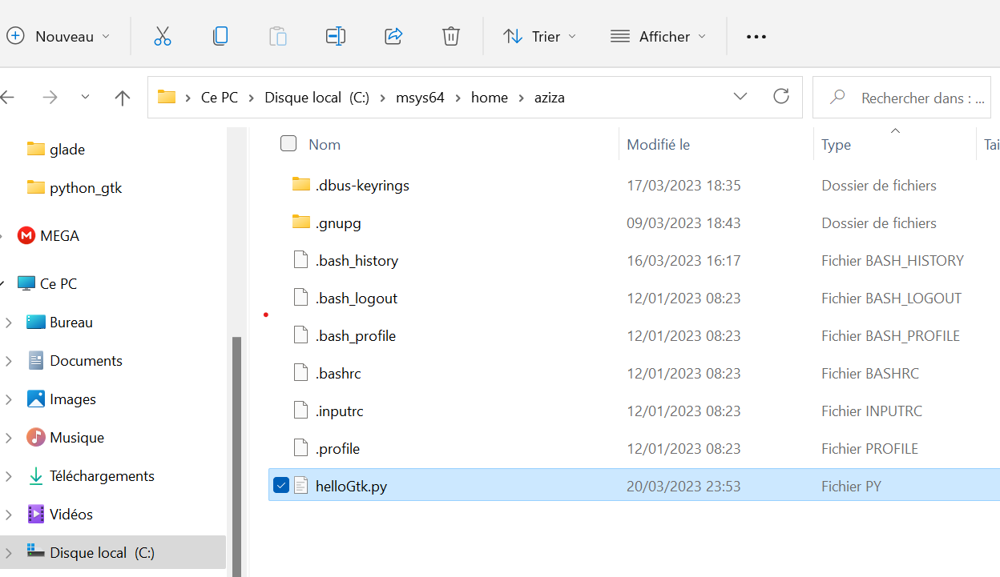 Nouveau Trier Afficher
Ce PC Disque local (C:) msys64 home aziza Rechercher dans : ...
glade
python_gtk
MEGA
Ce PC
Bureau
Documents
Images
Musique
Téléchargements
Vidéos
Disque local (C:)
Nom Modifié le Type Tai
.dbus-keyrings 17/03/2023 18:35 Dossier de fichiers
.gnupg 09/03/2023 18:43 Dossier de fichiers
.bash_history 16/03/2023 16:17 Fichier BASH_HISTORY
.bash_logout 12/01/2023 08:23 Fichier BASH_LOGOUT
.bash_profile 12/01/2023 08:23 Fichier BASH_PROFILE
.bashrc 12/01/2023 08:23 Fichier BASHRC
.inputrc 12/01/2023 08:23 Fichier INPUTRC
.profile 12/01/2023 08:23 Fichier PROFILE
helloGtk.py 20/03/2023 23:53 Fichier PY